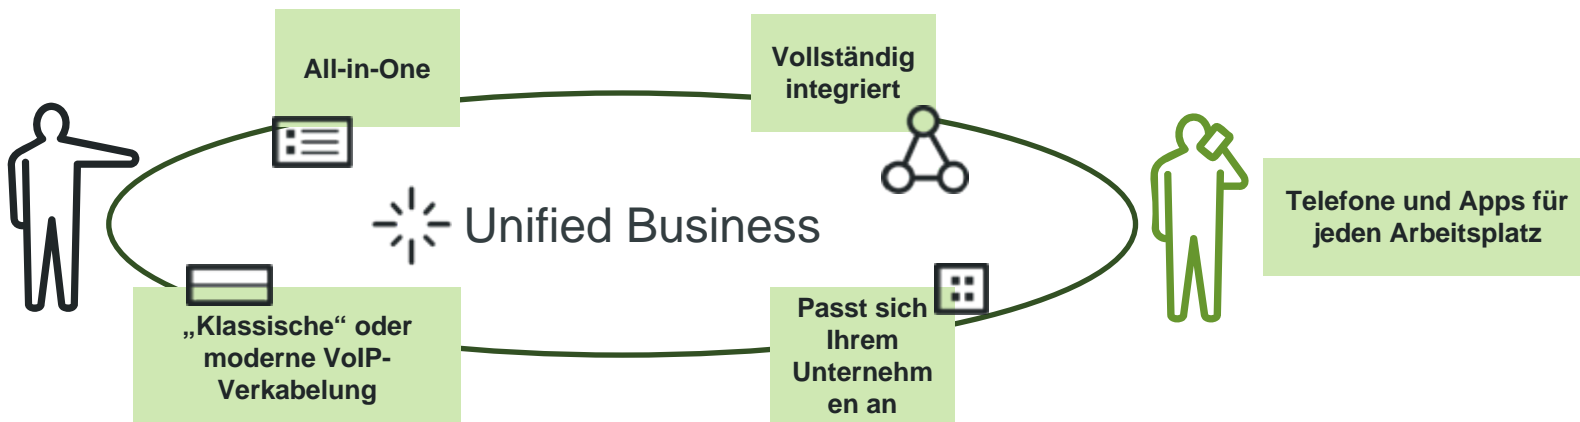 All-in-One
Vollständig
integriert
Telefone und Apps für
jeden Arbeitsplatz
Unified Business
„Klassische“ oder
moderne VoIP-
Verkabelung
Passt sich
Ihrem
Unternehm
en an